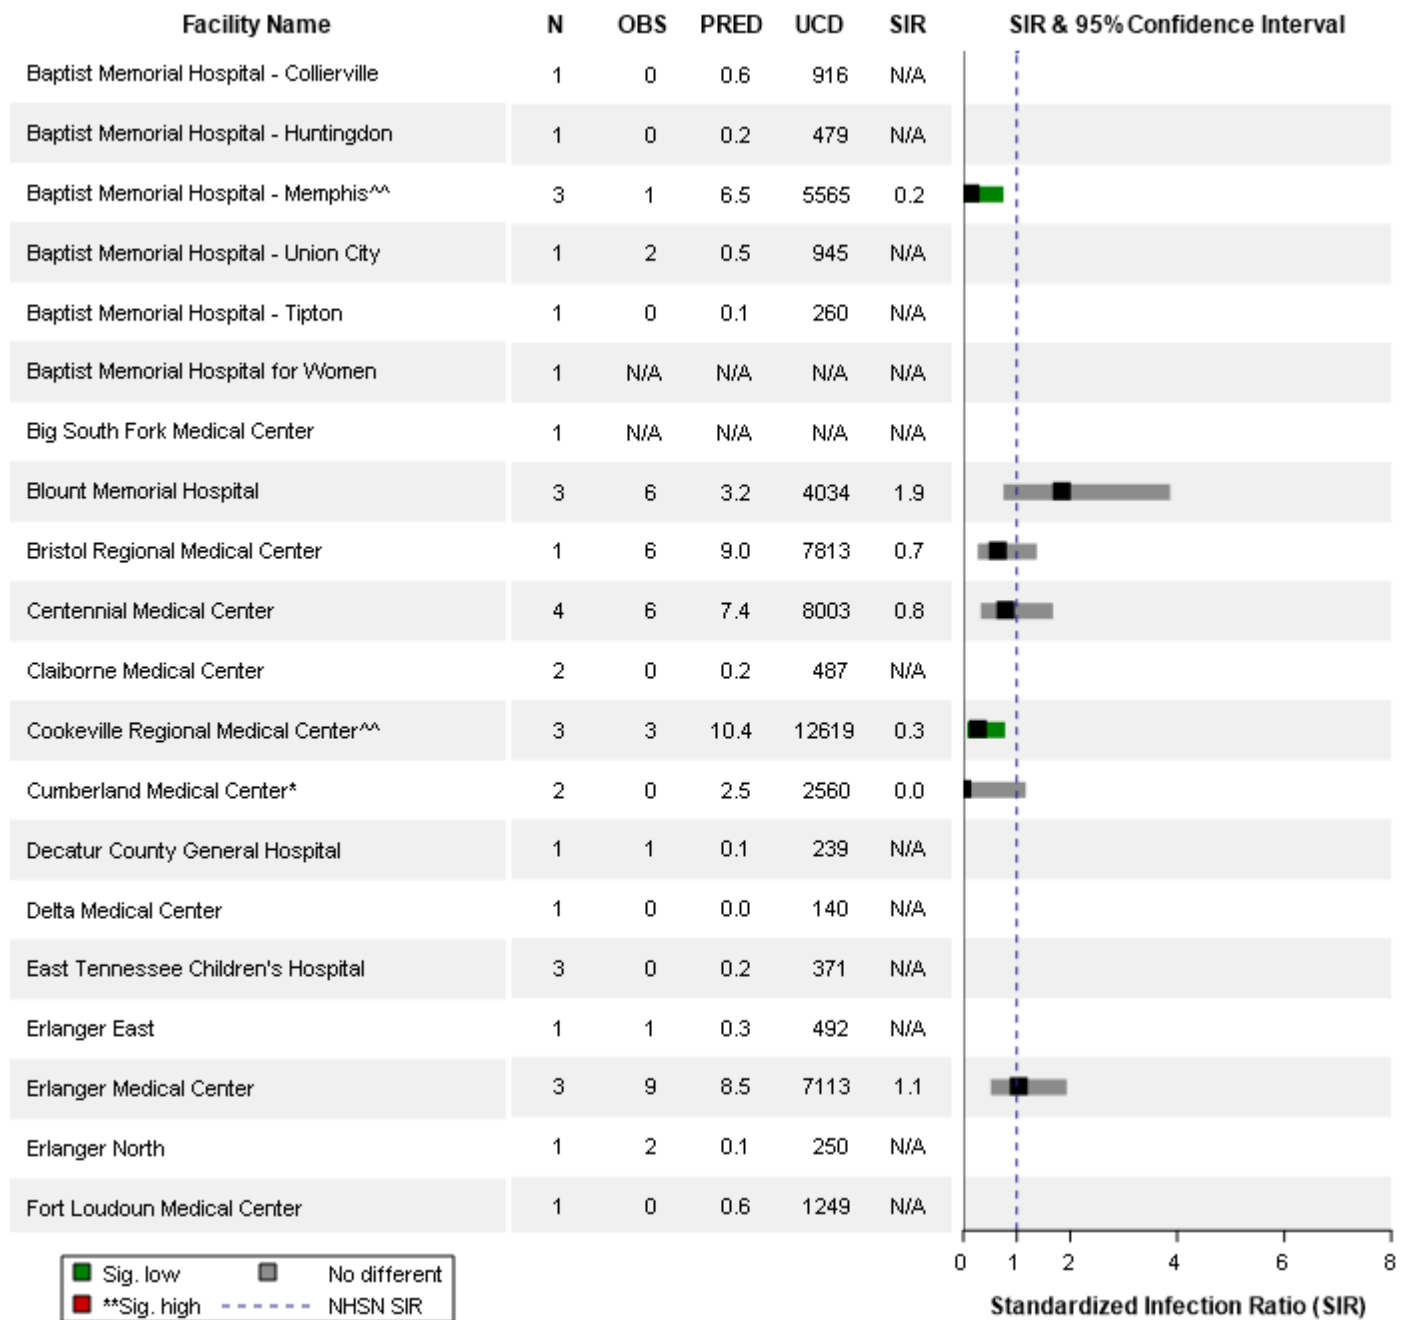 Facility Name N OBS PRED UCD SIR SIR & 95% Confidence Interval
Baptist Memorial Hospital - Collierville 1 0 0.6 916 N/A
Baptist Memorial Hospital - Huntingdon 1 0 0.2 479 N/A
Baptist Memorial Hospital - Memphis^^ 3 1 6.5 5565 0.2
Baptist Memorial Hospital - Union City 1 2 0.5 945 N/A
Baptist Memorial Hospital - Tipton 1 0 0.1 260 N/A
Baptist Memorial Hospital for Women 1 N/A N/A N/A N/A
Big South Fork Medical Center 1 N/A N/A N/A N/A
Blount Memorial Hospital 3 6 3.2 4034 1.9
Bristol Regional Medical Center 1 6 9.0 7813 0.7
Centennial Medical Center 4 6 7.4 8003 0.8
Claiborne Medical Center 2 0 0.2 487 N/A
Cookeville Regional Medical Center^^ 3 3 10.4 12619 0.3
Cumberland Medical Center* 2 0 2.5 2560 0.0
Decatur County General Hospital 1 1 0.1 239 N/A
Delta Medical Center 1 0 0.0 140 N/A
East Tennessee Children's Hospital 3 0 0.2 371 N/A
Erlanger East 1 1 0.3 492 N/A
Erlanger Medical Center 3 9 8.5 7113 1.1
Erlanger North 1 2 0.1 250 N/A
Fort Loudoun Medical Center 1 0 0.6 1249 N/A
0 1 2 4 6 8
Sig. low No different
**Sig. high NHSN SIR
Standardized Infection Ratio (SIR)